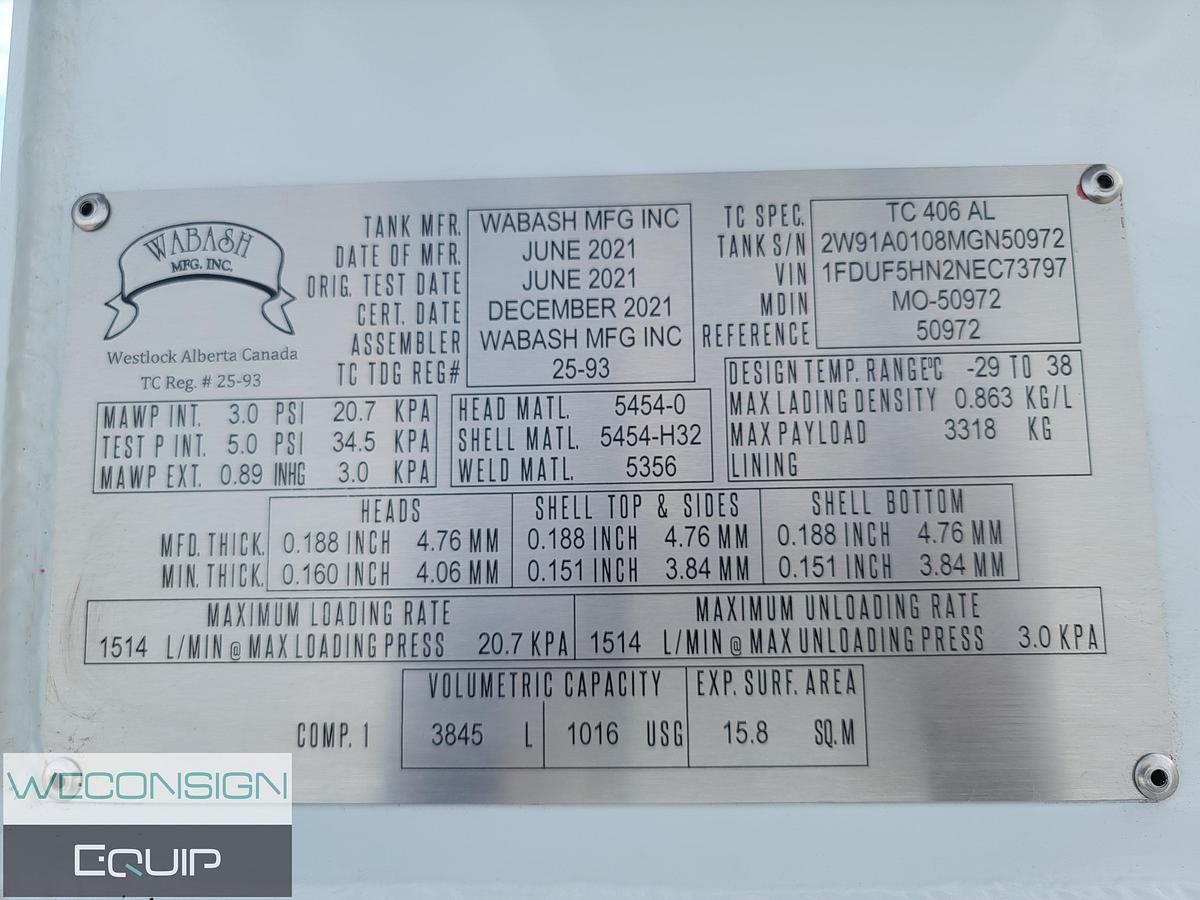 WABASH
MFG. INC.
Westlock Alberta Canada
TC Reg. # 25-93
TANK MFR. WABASH MFG INC
DATE OF MFR. JUNE 2021
ORIG. TEST DATE JUNE 2021
CERT. DATE DECEMBER 2021
ASSEMBLER WABASH MFG INC
TC TDG REG# 25-93
TC SPEC. TC 406 AL
TANK S/N 2W91A0108MGN50972
VIN 1FDUF5HN2NEC73797
MDIN MO-50972
REFERENCE 50972
MAWP INT. 3.0 PSI 20.7 KPA
TEST P INT. 5.0 PSI 34.5 KPA
MAWP EXT. 0.89 INHG 3.0 KPA
HEAD MATL. 5454-0
SHELL MATL. 5454-H32
WELD MATL. 5356
DESIGN TEMP. RANGE°C -29 TO 38
MAX LADING DENSITY 0.863 KG/L
MAX PAYLOAD 3318 KG
LINING
HEADS SHELL TOP & SIDES SHELL BOTTOM
MFD. THICK. 0.188 INCH 4.76 MM 0.188 INCH 4.76 MM 0.188 INCH 4.76 MM
MIN. THICK. 0.160 INCH 4.06 MM 0.151 INCH 3.84 MM 0.151 INCH 3.84 MM
MAXIMUM LOADING RATE MAXIMUM UNLOADING RATE
1514 L/MIN @ MAX LOADING PRESS 20.7 KPA 1514 L/MIN @ MAX UNLOADING PRESS 3.0 KPA
VOLUMETRIC CAPACITY EXP. SURF. AREA
COMP. 1 3845 L 1016 USG 15.8 SQ.M
WECONSIGN
EQUIP